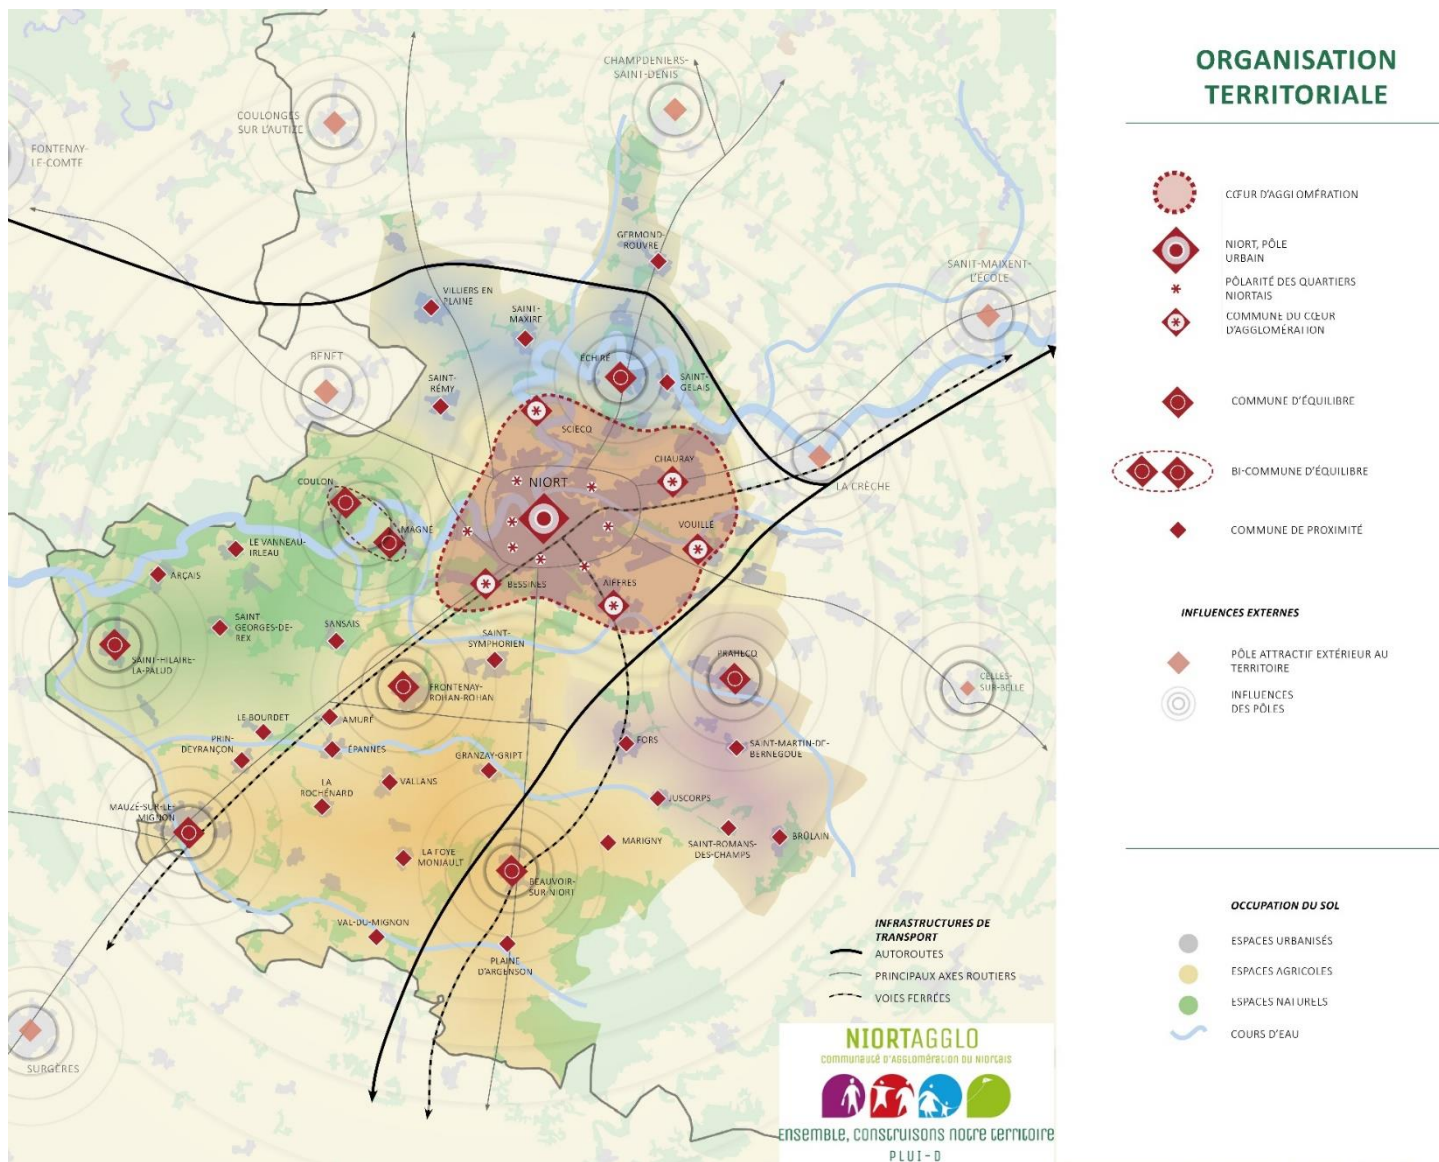 ORGANISATION
TERRITORIALE
CŒUR D'AGGLOMÉRATION
NIORT, PÔLE
URBAIN
PÔLARITÉ DES QUARTIERS
NIORTAIS
COMMUNE DU CŒUR
D'AGGLOMÉRATION
COMMUNE D'ÉQUILIBRE
BI-COMMUNE D'ÉQUILIBRE
COMMUNE DE PROXIMITÉ
INFLUENCES EXTERNES
PÔLE ATTRACTIF EXTÉRIEUR AU
TERRITOIRE
INFLUENCES
DES PÔLES
OCCUPATION DU SOL
ESPACES URBANISÉS
ESPACES AGRICOLES
ESPACES NATURELS
COURS D'EAU
CHAMPDENIERS-
SAINT-DENIS
COULONGES
SUR L'AUTIZE
FONTENAY-
LE-COMTE
GERMOND-
ROUVRE
SANIT-MAIXENT-
L'ÉCOLE
VILLIERS EN
PLAINE
SAINT-
MAXIRE
BENET
ÉCHIRÉ
SAINT-
RÉMY
SAINT-
GELAIS
SCIECQ
CHAURAY
LA CRÈCHE
NIORT
COULON
MAGNÉ
VOUILLÉ
LE VANNEAU-
IRLEAU
ARÇAIS
BESSINES
AIFFRES
SAINT
GEORGES-DE-
REX
SANSAIS
SAINT-
SYMPHORIEN
SAINT-HILAIRE-
LA-PALUD
PRAHECQ
FRONTENAY-
ROHAN-ROHAN
CELLES-
SUR-BELLE
LE BOURDET
AMURÉ
PRIN-
DEYRANÇON
ÉPANNES
GRANZAY-GRIPT
FORS
SAINT-MARTIN-DE-
BERNEGOUE
LA
ROCHÉNARD
VALLANS
MAUZÉ-SUR-LE-
MIGNON
JUSCORPS
MARIGNY
SAINT-ROMANS-
DES-CHAMPS
BRÛLAIN
LA FOYE
MONJAULT
BEAUVOIR-
SUR-NIORT
VAL-DU-MIGNON
PLAINE
D'ARGENSON
SURGÈRES
INFRASTRUCTURES DE
TRANSPORT
AUTOROUTES
PRINCIPAUX AXES ROUTIERS
VOIES FERRÉES
NIORTAGGLO
COMMUNAUTÉ D'AGGLOMÉRATION DU NIORTAIS
ENSEMBLE, CONSTRUISONS NOTRE TERRITOIRE
PLUI-D